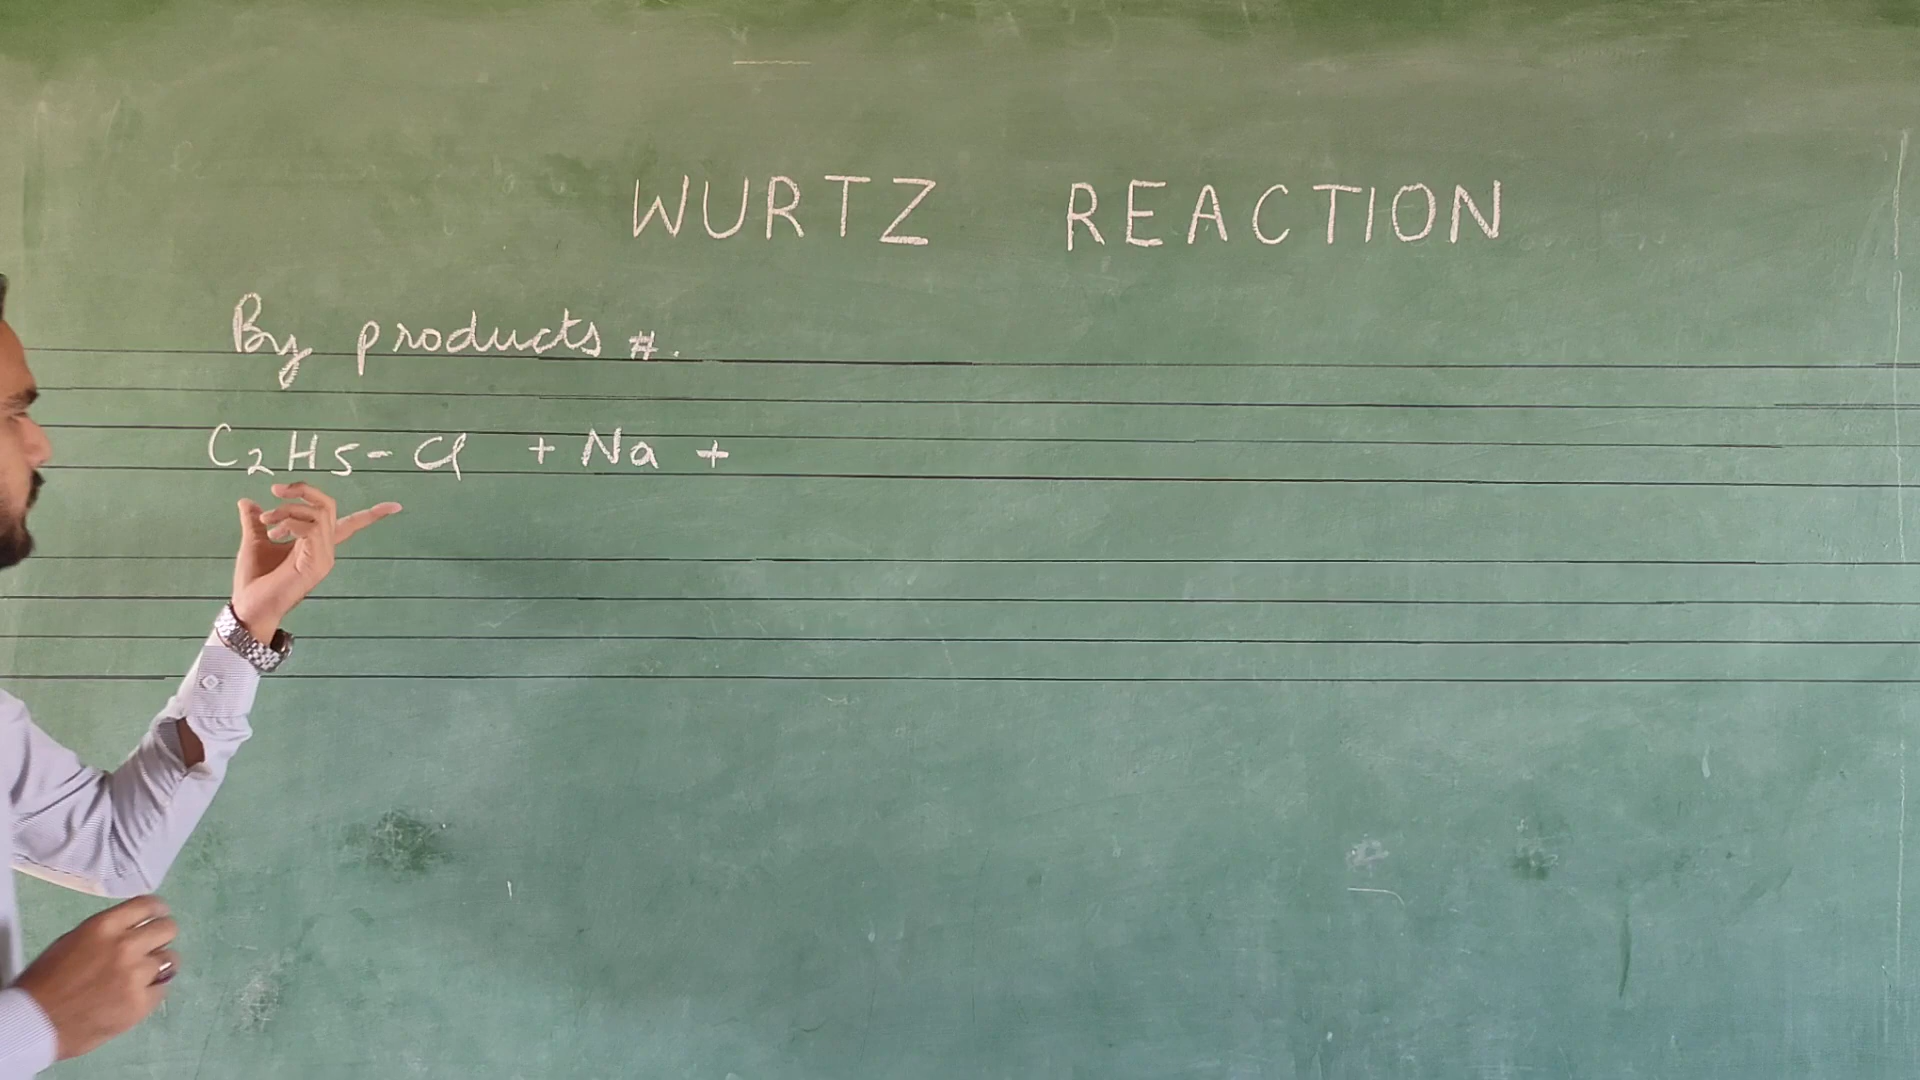 WURTZ REACTION
By products #.
C2H5-Cl + Na +